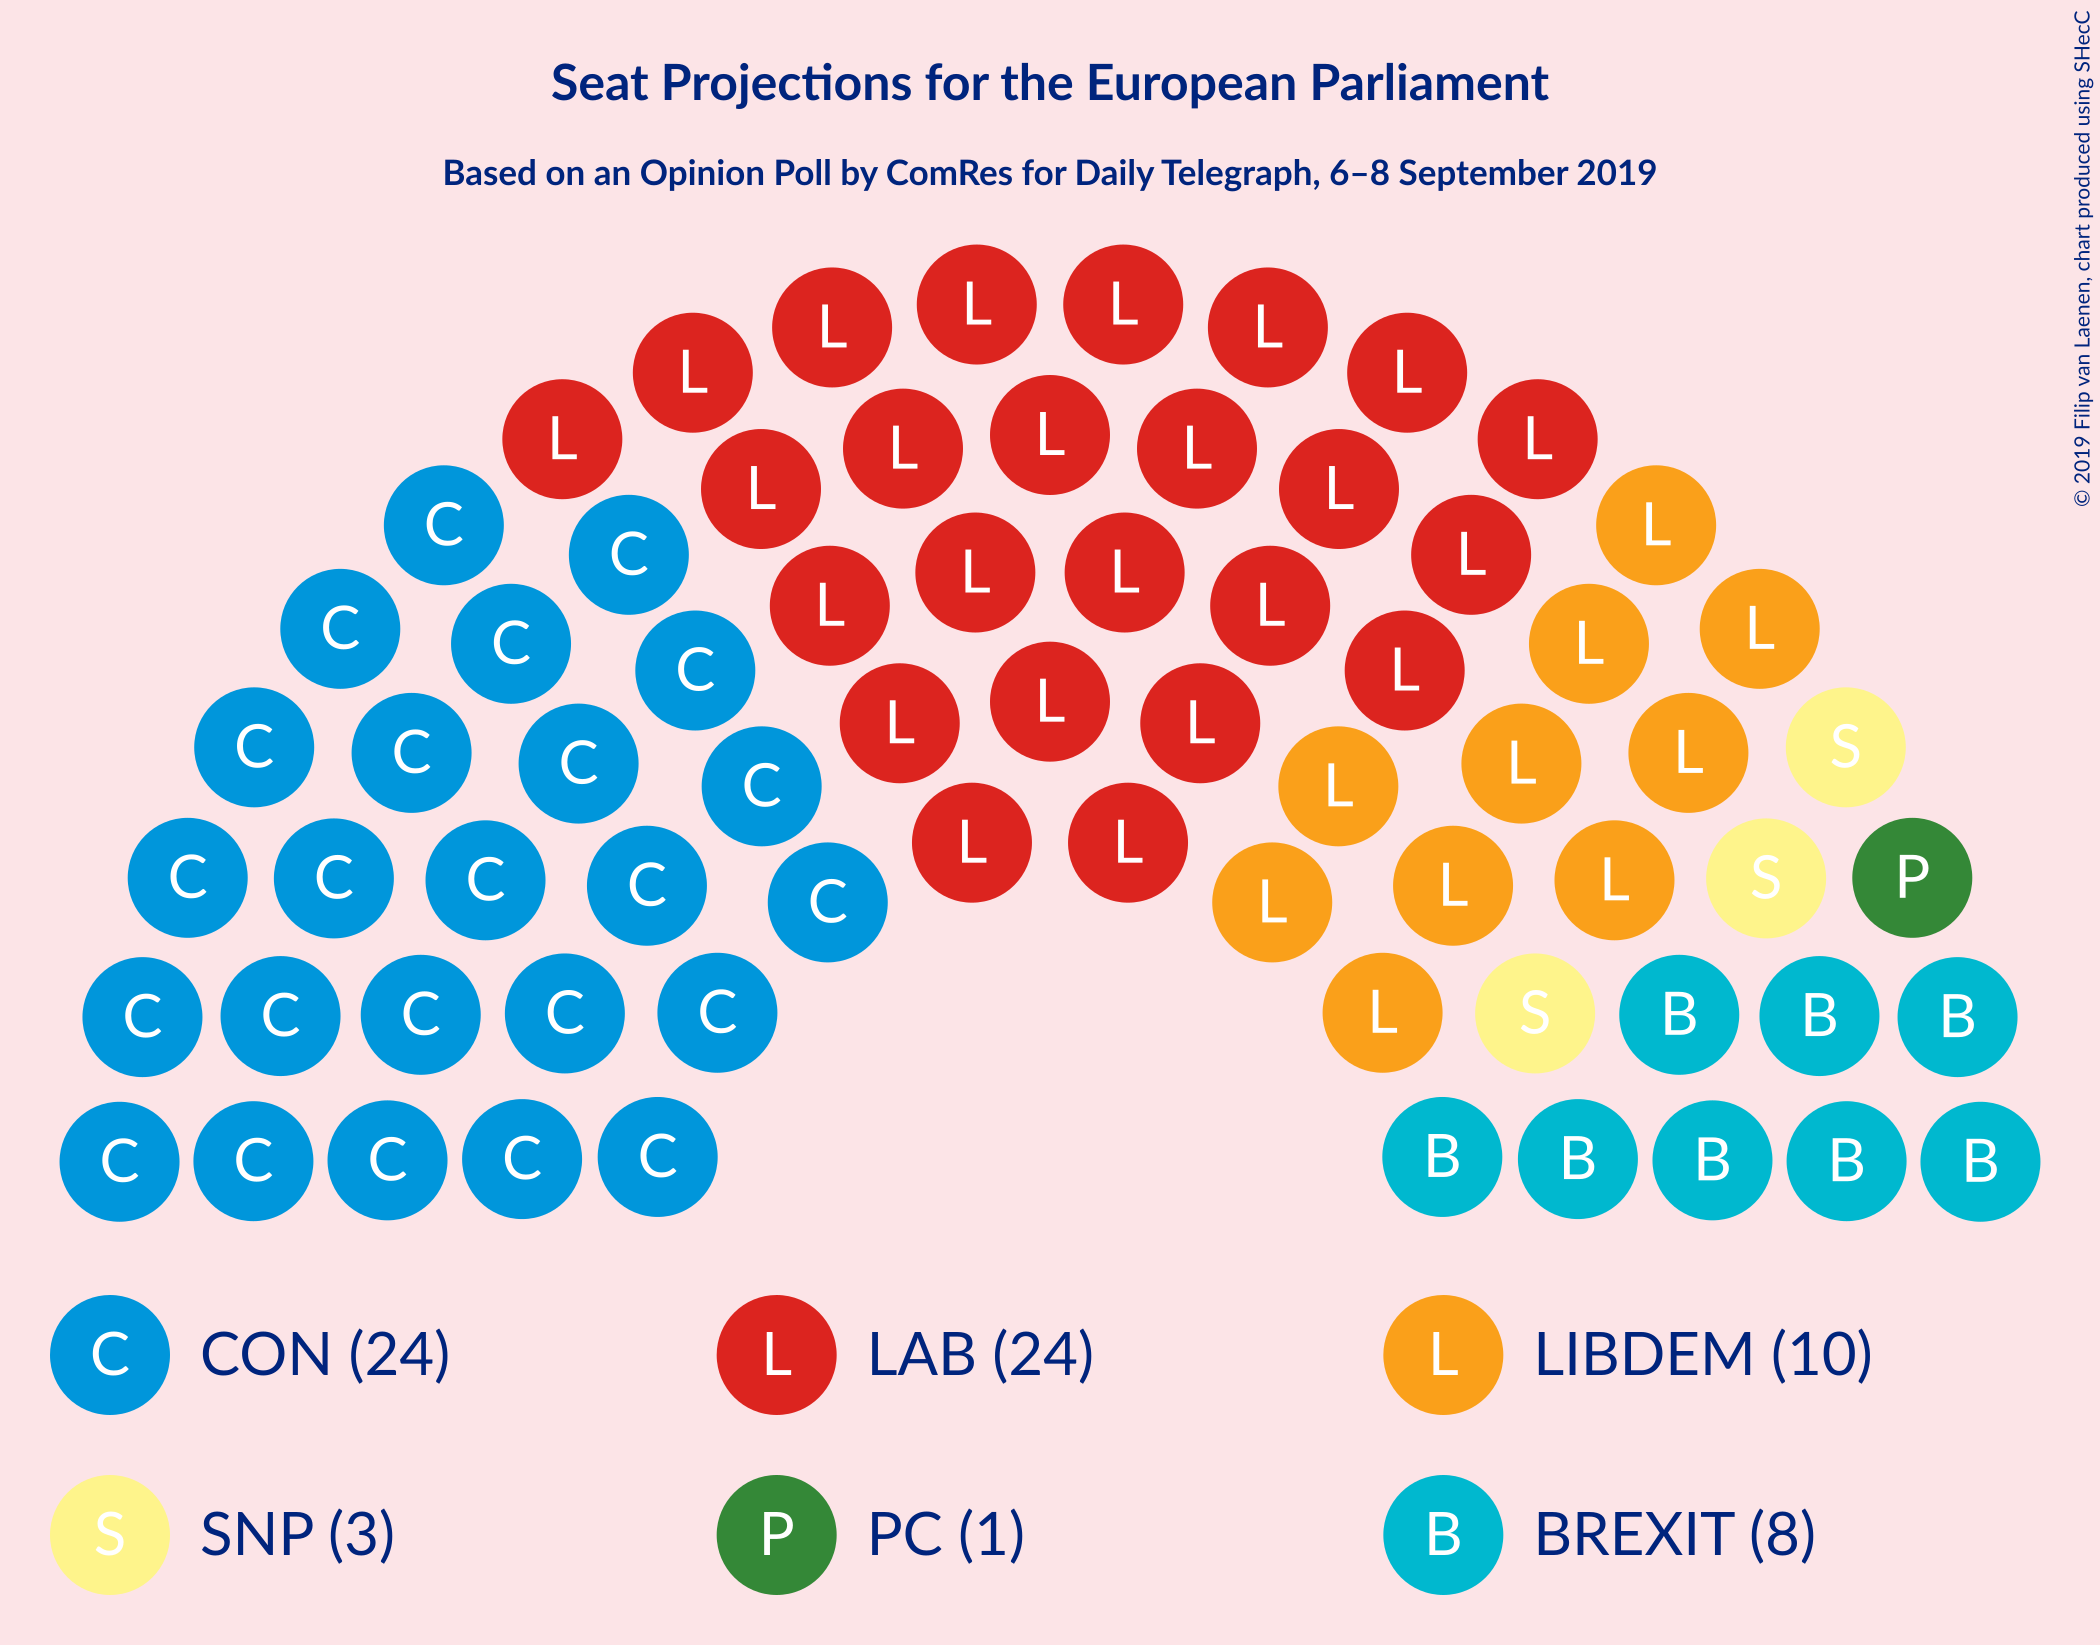 Seat Projections for the European Parliament
Based on an Opinion Poll by ComRes for Daily Telegraph, 6–8 September 2019
© 2019 Filip van Laenen, chart produced using SHecC
L L L L
L L L L
L L L L L
C C L L L L L L
C C C L L L L
C C C C L L L L L L L S
C C C C C L L L L L S P
C C C C C L S B B B
C C C C C B B B B B
C CON (24) L LAB (24) L LIBDEM (10)
S SNP (3) P PC (1) B BREXIT (8)